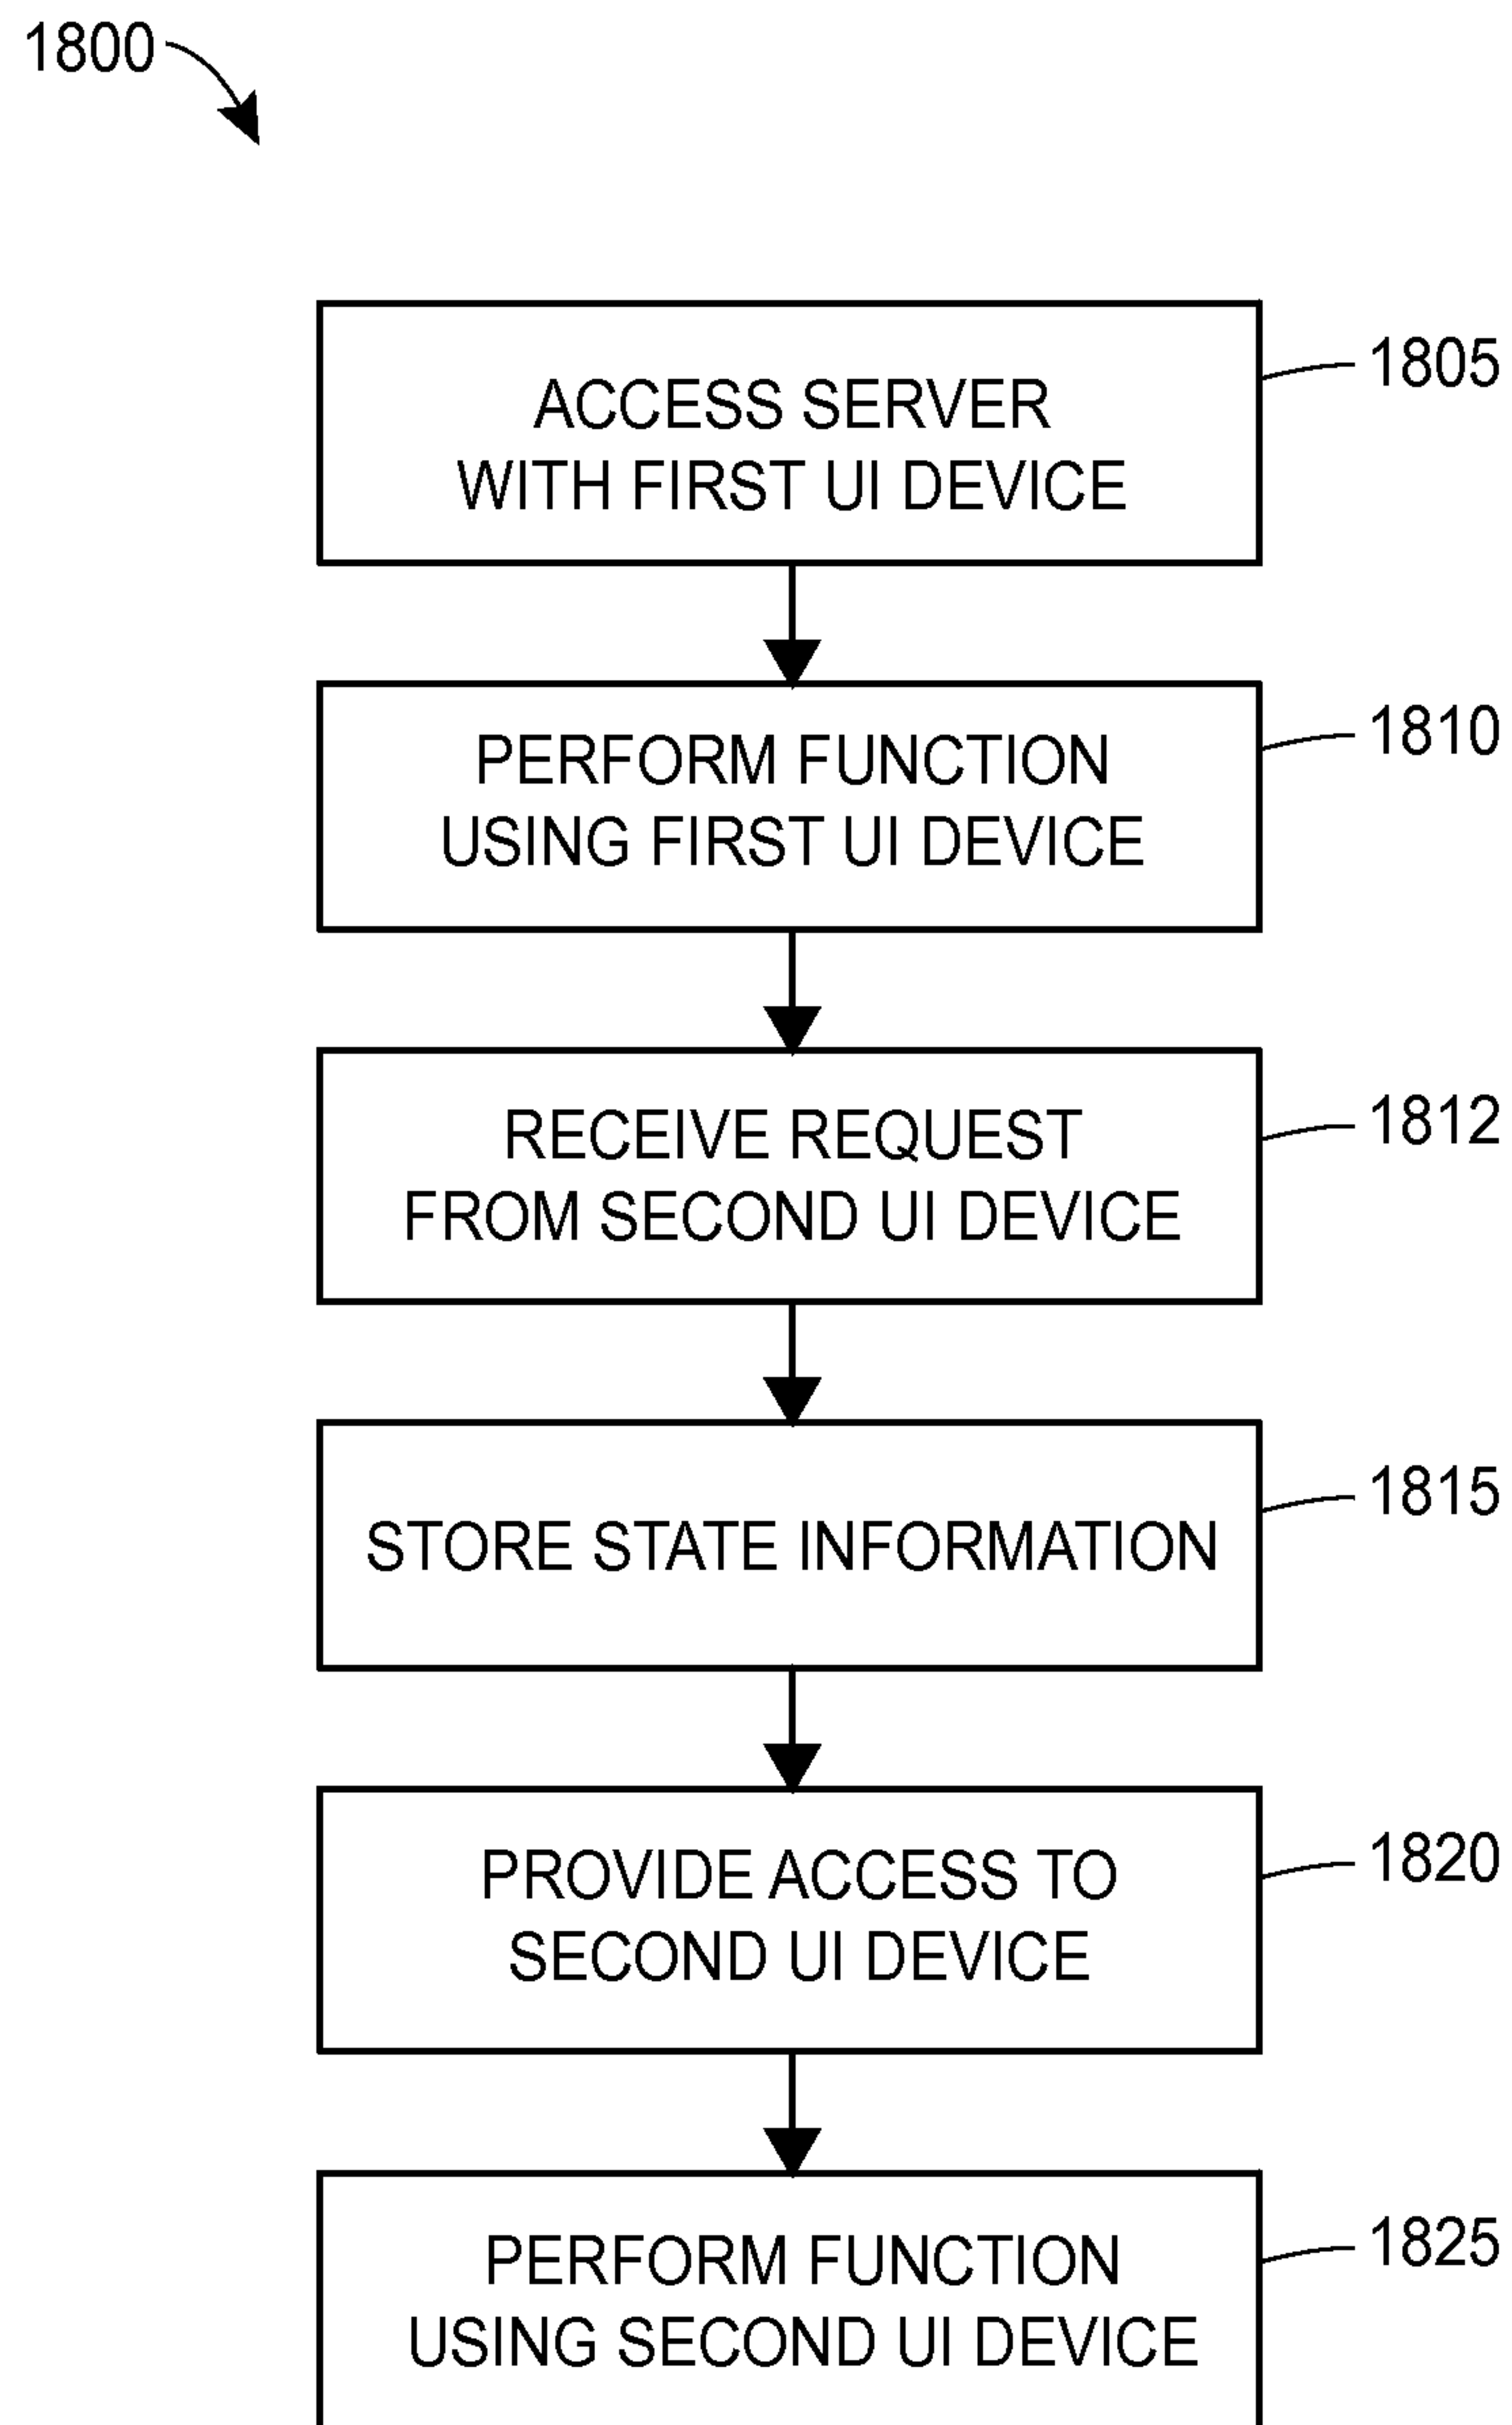 1800
ACCESS SERVER
WITH FIRST UI DEVICE
1805
PERFORM FUNCTION
USING FIRST UI DEVICE
1810
RECEIVE REQUEST
FROM SECOND UI DEVICE
1812
STORE STATE INFORMATION
1815
PROVIDE ACCESS TO
SECOND UI DEVICE
1820
PERFORM FUNCTION
USING SECOND UI DEVICE
1825